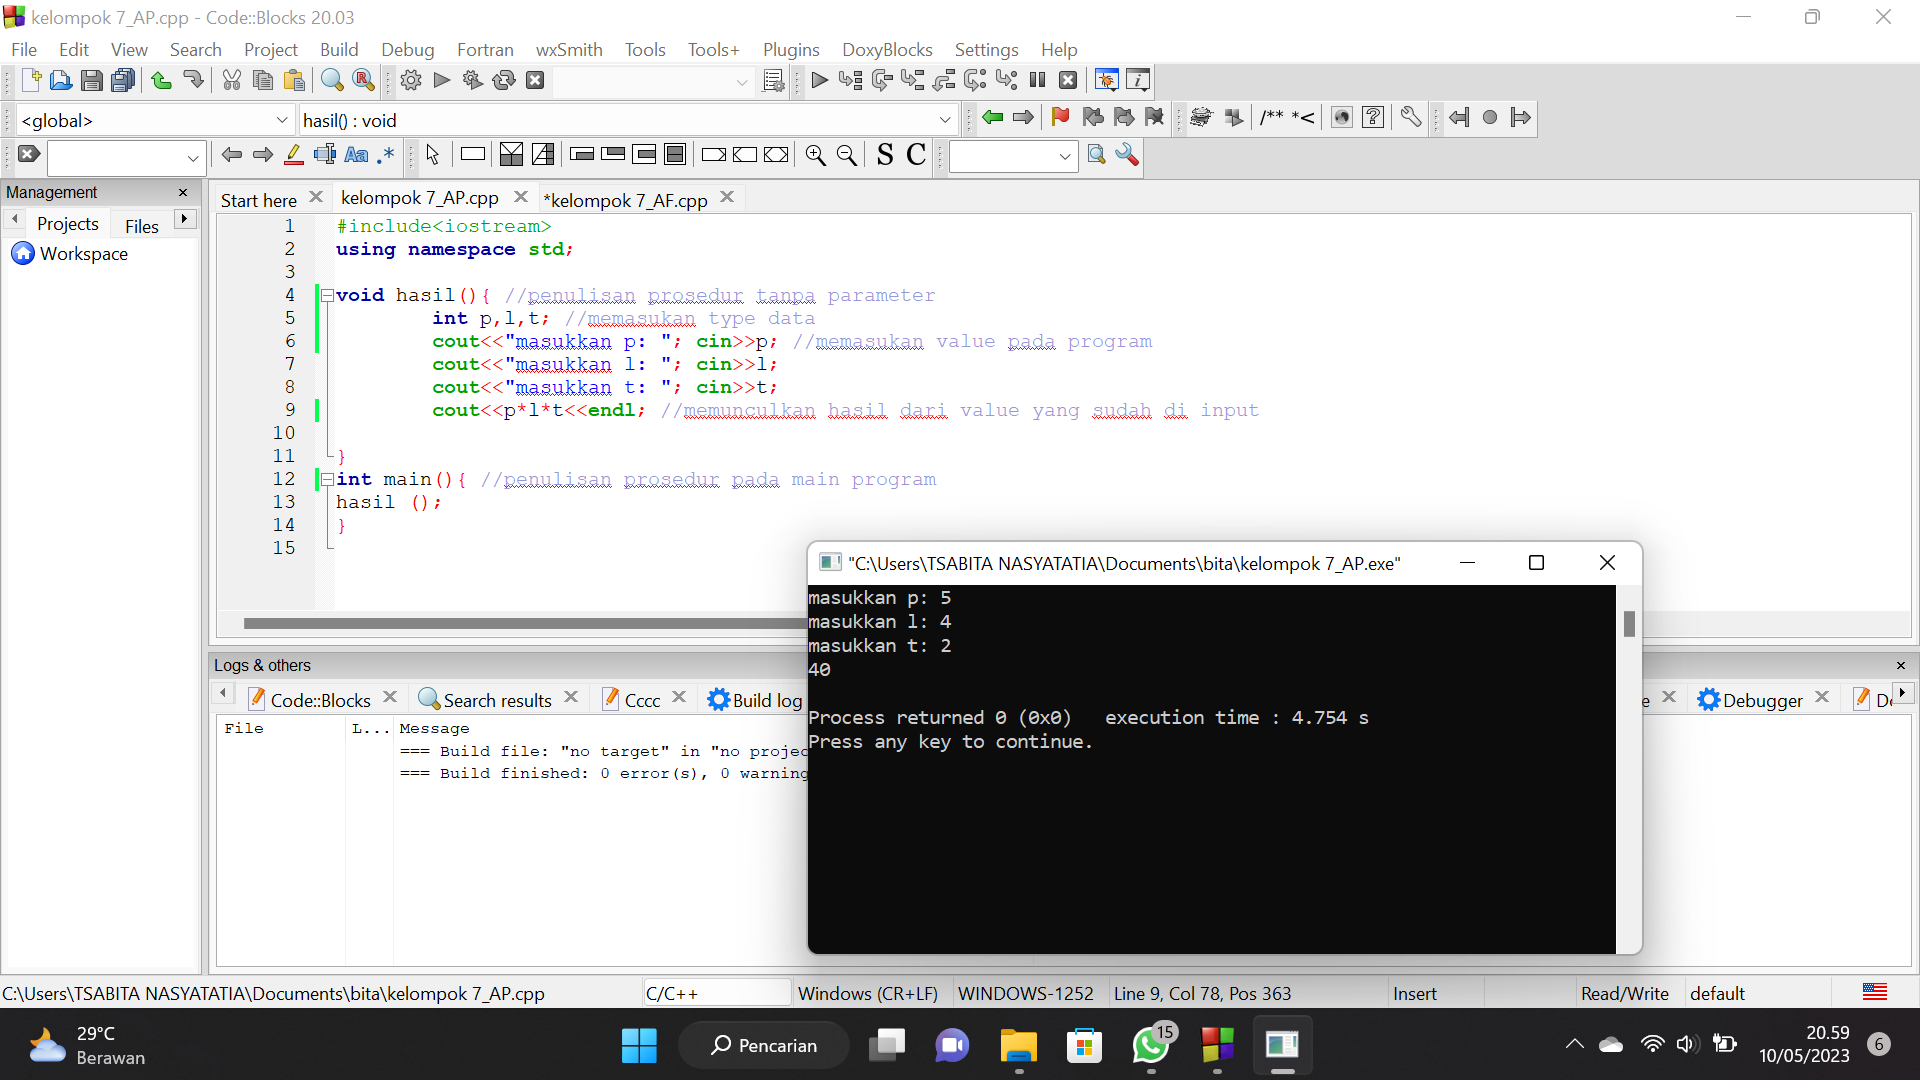 kelompok 7_AP.cpp - Code::Blocks 20.03
File Edit View Search Project Build Debug Fortran wxSmith Tools Tools+ Plugins DoxyBlocks Settings Help
<global>
hasil() : void
/** *<
Aa .*
S C
Management
Projects
Files
Workspace
Start here
kelompok 7_AP.cpp
*kelompok 7_AF.cpp
1 #include<iostream>
2 using namespace std;
3
4 void hasil(){ //penulisan prosedur tanpa parameter
5 int p,l,t; //memasukan type data
6 cout<<"masukkan p: "; cin>>p; //memasukan value pada program
7 cout<<"masukkan l: "; cin>>l;
8 cout<<"masukkan t: "; cin>>t;
9 cout<<p*l*t<<endl; //memunculkan hasil dari value yang sudah di input
10
11 }
12 int main(){ //penulisan prosedur pada main program
13 hasil ();
14 }
15
"C:\Users\TSABITA NASYATATIA\Documents\bita\kelompok 7_AP.exe"
masukkan p: 5
masukkan l: 4
masukkan t: 2
40
Process returned 0 (0x0)   execution time : 4.754 s
Press any key to continue.
Logs & others
Code::Blocks
Search results
Cccc
Build log
Debugger
File L... Message
=== Build file: "no target" in "no projec
=== Build finished: 0 error(s), 0 warning
C:\Users\TSABITA NASYATATIA\Documents\bita\kelompok 7_AP.cpp
C/C++
Windows (CR+LF)
WINDOWS-1252
Line 9, Col 78, Pos 363
Insert
Read/Write
default
29°C
Berawan
Pencarian
15
20.59
10/05/2023
6